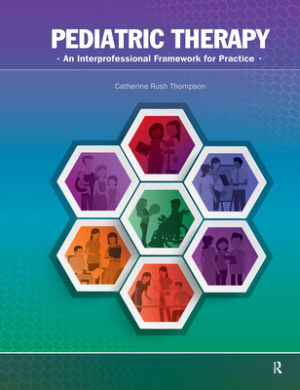 PEDIATRIC THERAPY
• An Interprofessional Framework for Practice •
Catherine Rush Thompson
R